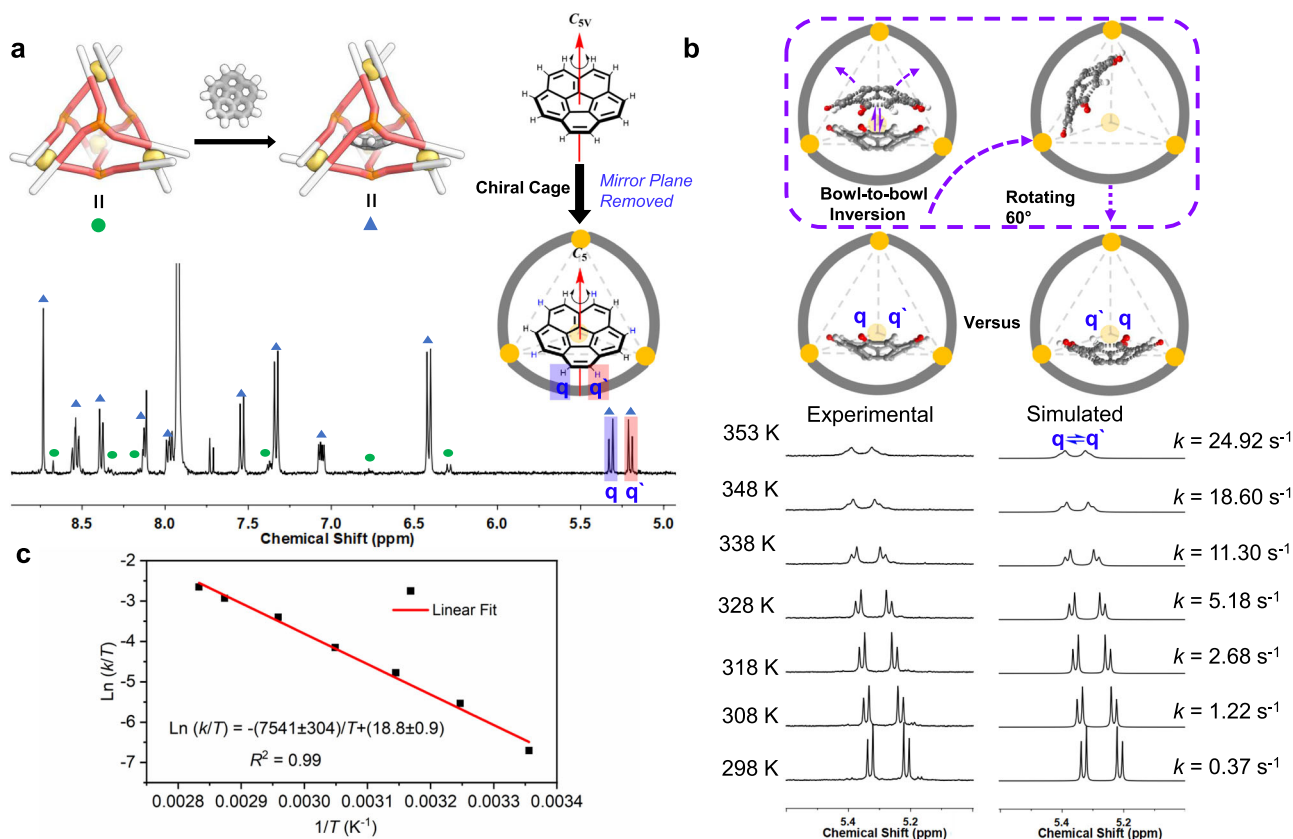 a
C5V
H H
H H
H H
H H
H H
Chiral Cage
Mirror Plane
Removed
C5
H H
H H
H H
H H
H H
q q`
=
=
8.5 8.0 7.5 7.0 6.5 6.0 5.5 5.0
Chemical Shift (ppm)
q q`
b
Bowl-to-bowl
Inversion
Rotating
60°
q q`
Versus
q` q
Experimental Simulated
q⇌q`
353 K k = 24.92 s-1
348 K k = 18.60 s-1
338 K k = 11.30 s-1
328 K k = 5.18 s-1
318 K k = 2.68 s-1
308 K k = 1.22 s-1
298 K k = 0.37 s-1
5.4 5.2 5.4 5.2
Chemical Shift (ppm) Chemical Shift (ppm)
c
-2
-3
-4
-5
-6
-7
Ln (k/T)
Linear Fit
Ln (k/T) = -(7541±304)/T+(18.8±0.9)
R2 = 0.99
0.0028 0.0029 0.0030 0.0031 0.0032 0.0033 0.0034
1/T (K-1)